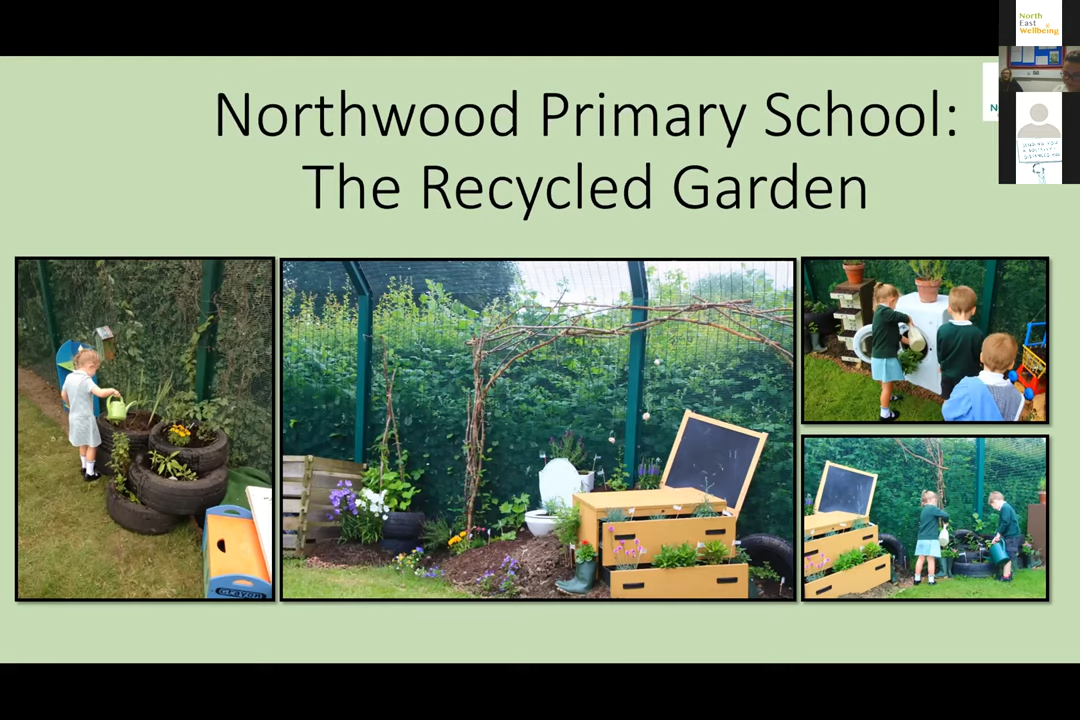 Northwood Primary School:
The Recycled Garden
North
East
Wellbeing